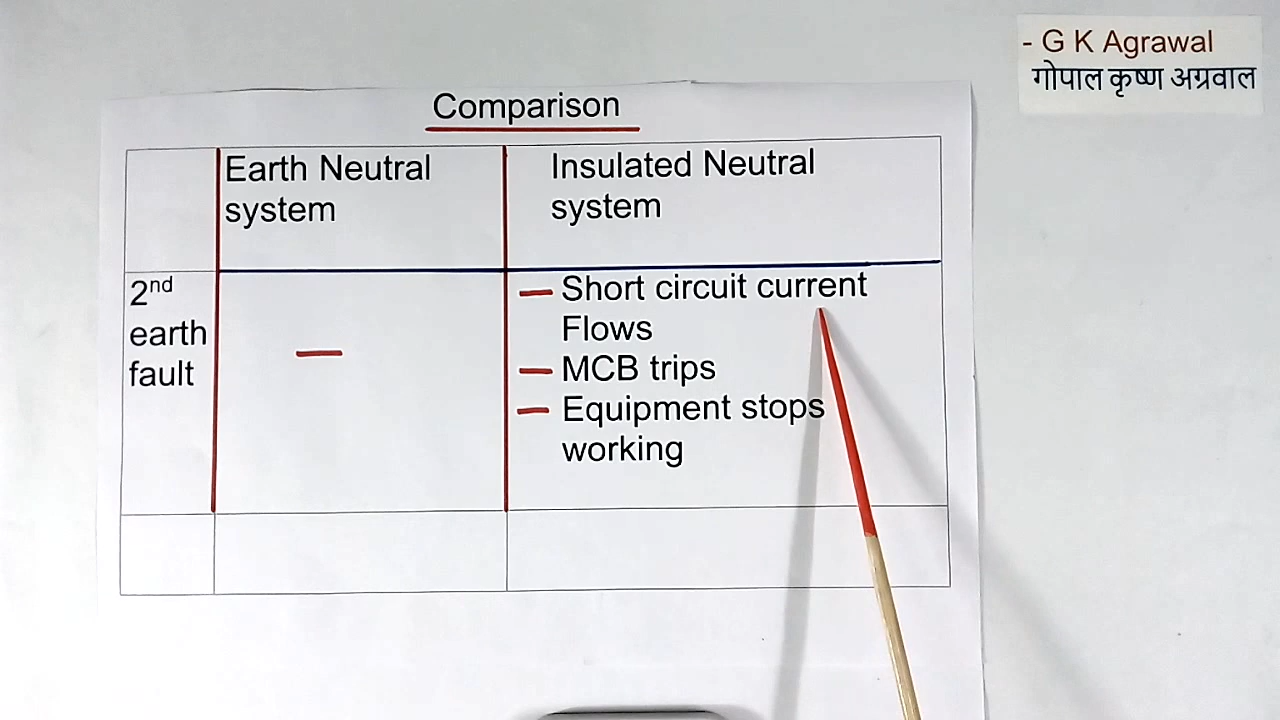 - G K Agrawal
गोपाल कृष्ण अग्रवाल
Comparison
Earth Neutral
system
Insulated Neutral
system
2nd
earth
fault
—
— Short circuit current
Flows
— MCB trips
— Equipment stops
working